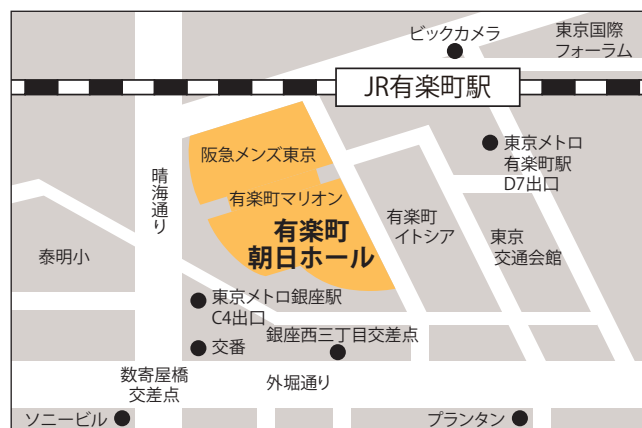 ビックカメラ
東京国際
フォーラム
JR有楽町駅
阪急メンズ東京
東京メトロ
有楽町駅
D7出口
晴海通り
有楽町マリオン
有楽町
朝日ホール
有楽町
イトシア
東京
交通会館
泰明小
東京メトロ銀座駅
C4出口
銀座西三丁目交差点
交番
数寄屋橋
交差点
外堀通り
ソニービル
プランタン